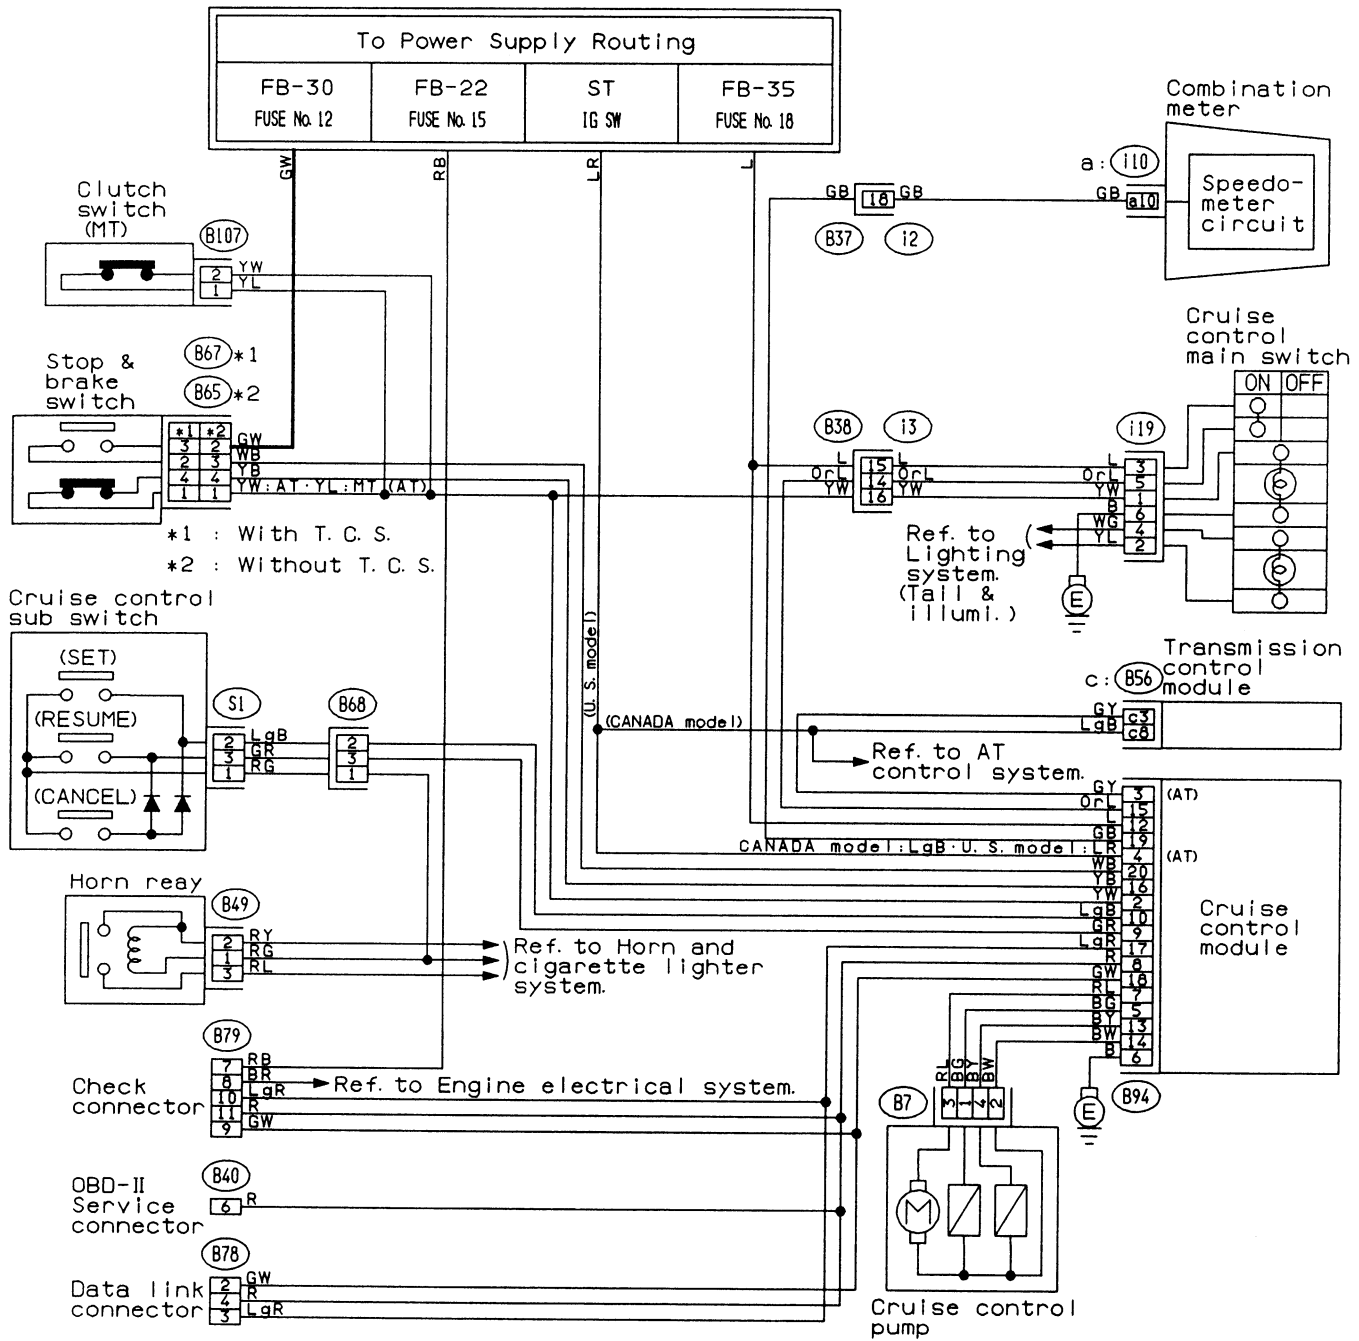 To Power Supply Routing
FB-30 FB-22 ST FB-35
FUSE No. 12 FUSE No. 15 IG SW FUSE No. 18
GW RB LR L
Combination
meter
a: i10
Speedo-
meter
circuit
GB 18 GB GB a10
B37 i2
Clutch
switch
(MT)
B107
2 YW
1 YL
Stop &
brake
switch
B67 *1
B65 *2
*1 *2
3 2 GW
2 3 WB
4 4 YB
1 1 YW:AT·YL:MT (AT)
*1 : With T. C. S.
*2 : Without T. C. S.
Cruise
control
main switch
ON OFF
B38 i3 i19
L 15 L L 3
OrL 14 OrL OrL 5
YW 16 YW YW 1
B 6
WG 4
YL 2
Ref. to
Lighting
system.
(Tail &
illumi.)
E
Cruise control
sub switch
(SET)
(RESUME)
(CANCEL)
S1 B68
2 LgB 2
3 GR 3
1 RG 1
(U. S. model)
(CANADA model)
Ref. to AT
control system.
Transmission
control
module
c: B56
GY c3
LgB c8
GY 3 (AT)
OrL 15
L 12
GB 19
CANADA model:LgB·U. S. model:LR 4 (AT)
WB 20
YB 16
YW 2
LgB 10
GR 9
LgR 17
R 8
GW 18
RL 7
BG 5
BY 13
BW 14
B 6
Cruise
control
module
B94
E
Horn reay
B49
2 RY
1 RG
3 RL
Ref. to Horn and
cigarette lighter
system.
B79
Check
connector
7 RB
8 BR
10 LgR
11 R
9 GW
Ref. to Engine electrical system.
OBD-II
Service
connector
B40
6 R
Data link
connector
B78
2 GW
4 R
3 LgR
RL BG BY BW
B7
3 1 4 2
M
Cruise control
pump